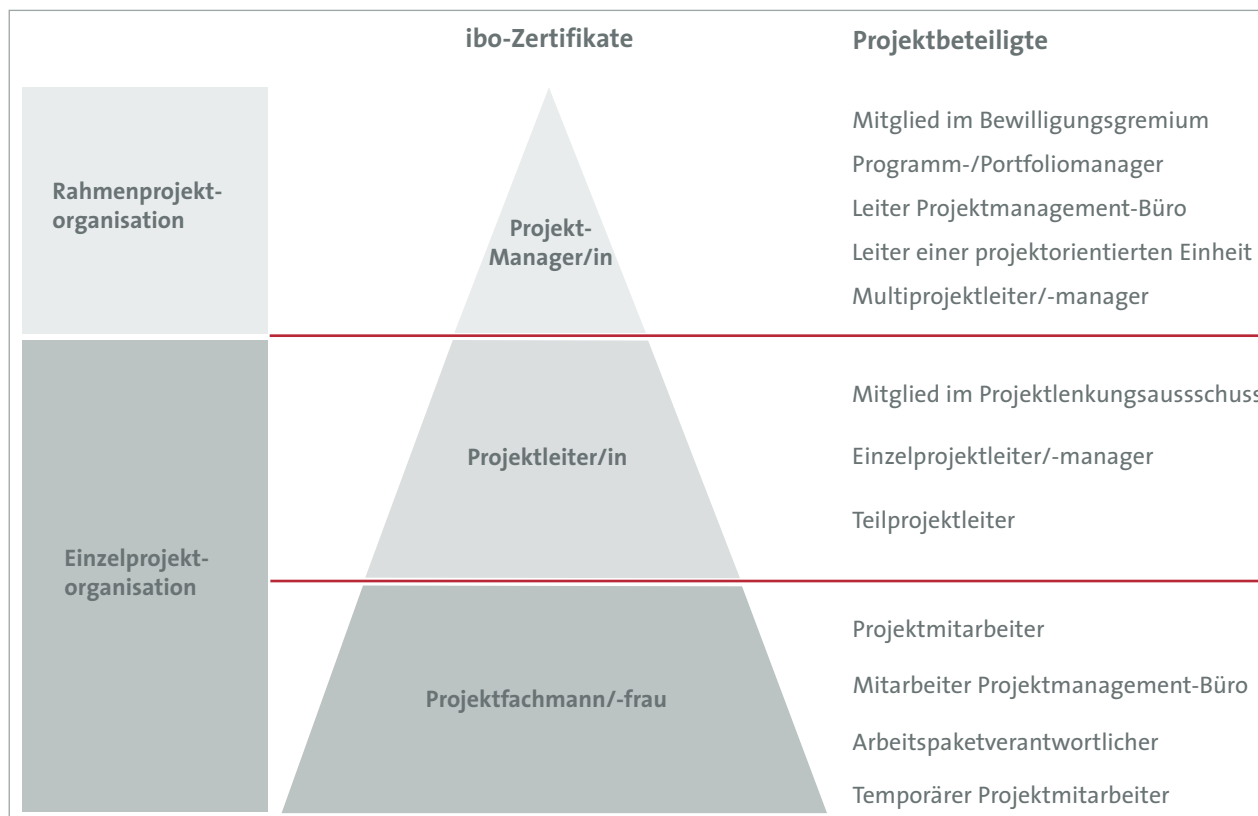 ibo-Zertifikate
Projektbeteiligte
Rahmenprojekt-
organisation
Projekt-
Manager/in
Mitglied im Bewilligungsgremium
Programm-/Portfoliomanager
Leiter Projektmanagement-Büro
Leiter einer projektorientierten Einheit
Multiprojektleiter/-manager
Einzelprojekt-
organisation
Projektleiter/in
Mitglied im Projektlenkungsaussschuss
Einzelprojektleiter/-manager
Teilprojektleiter
Projektfachmann/-frau
Projektmitarbeiter
Mitarbeiter Projektmanagement-Büro
Arbeitspaketverantwortlicher
Temporärer Projektmitarbeiter